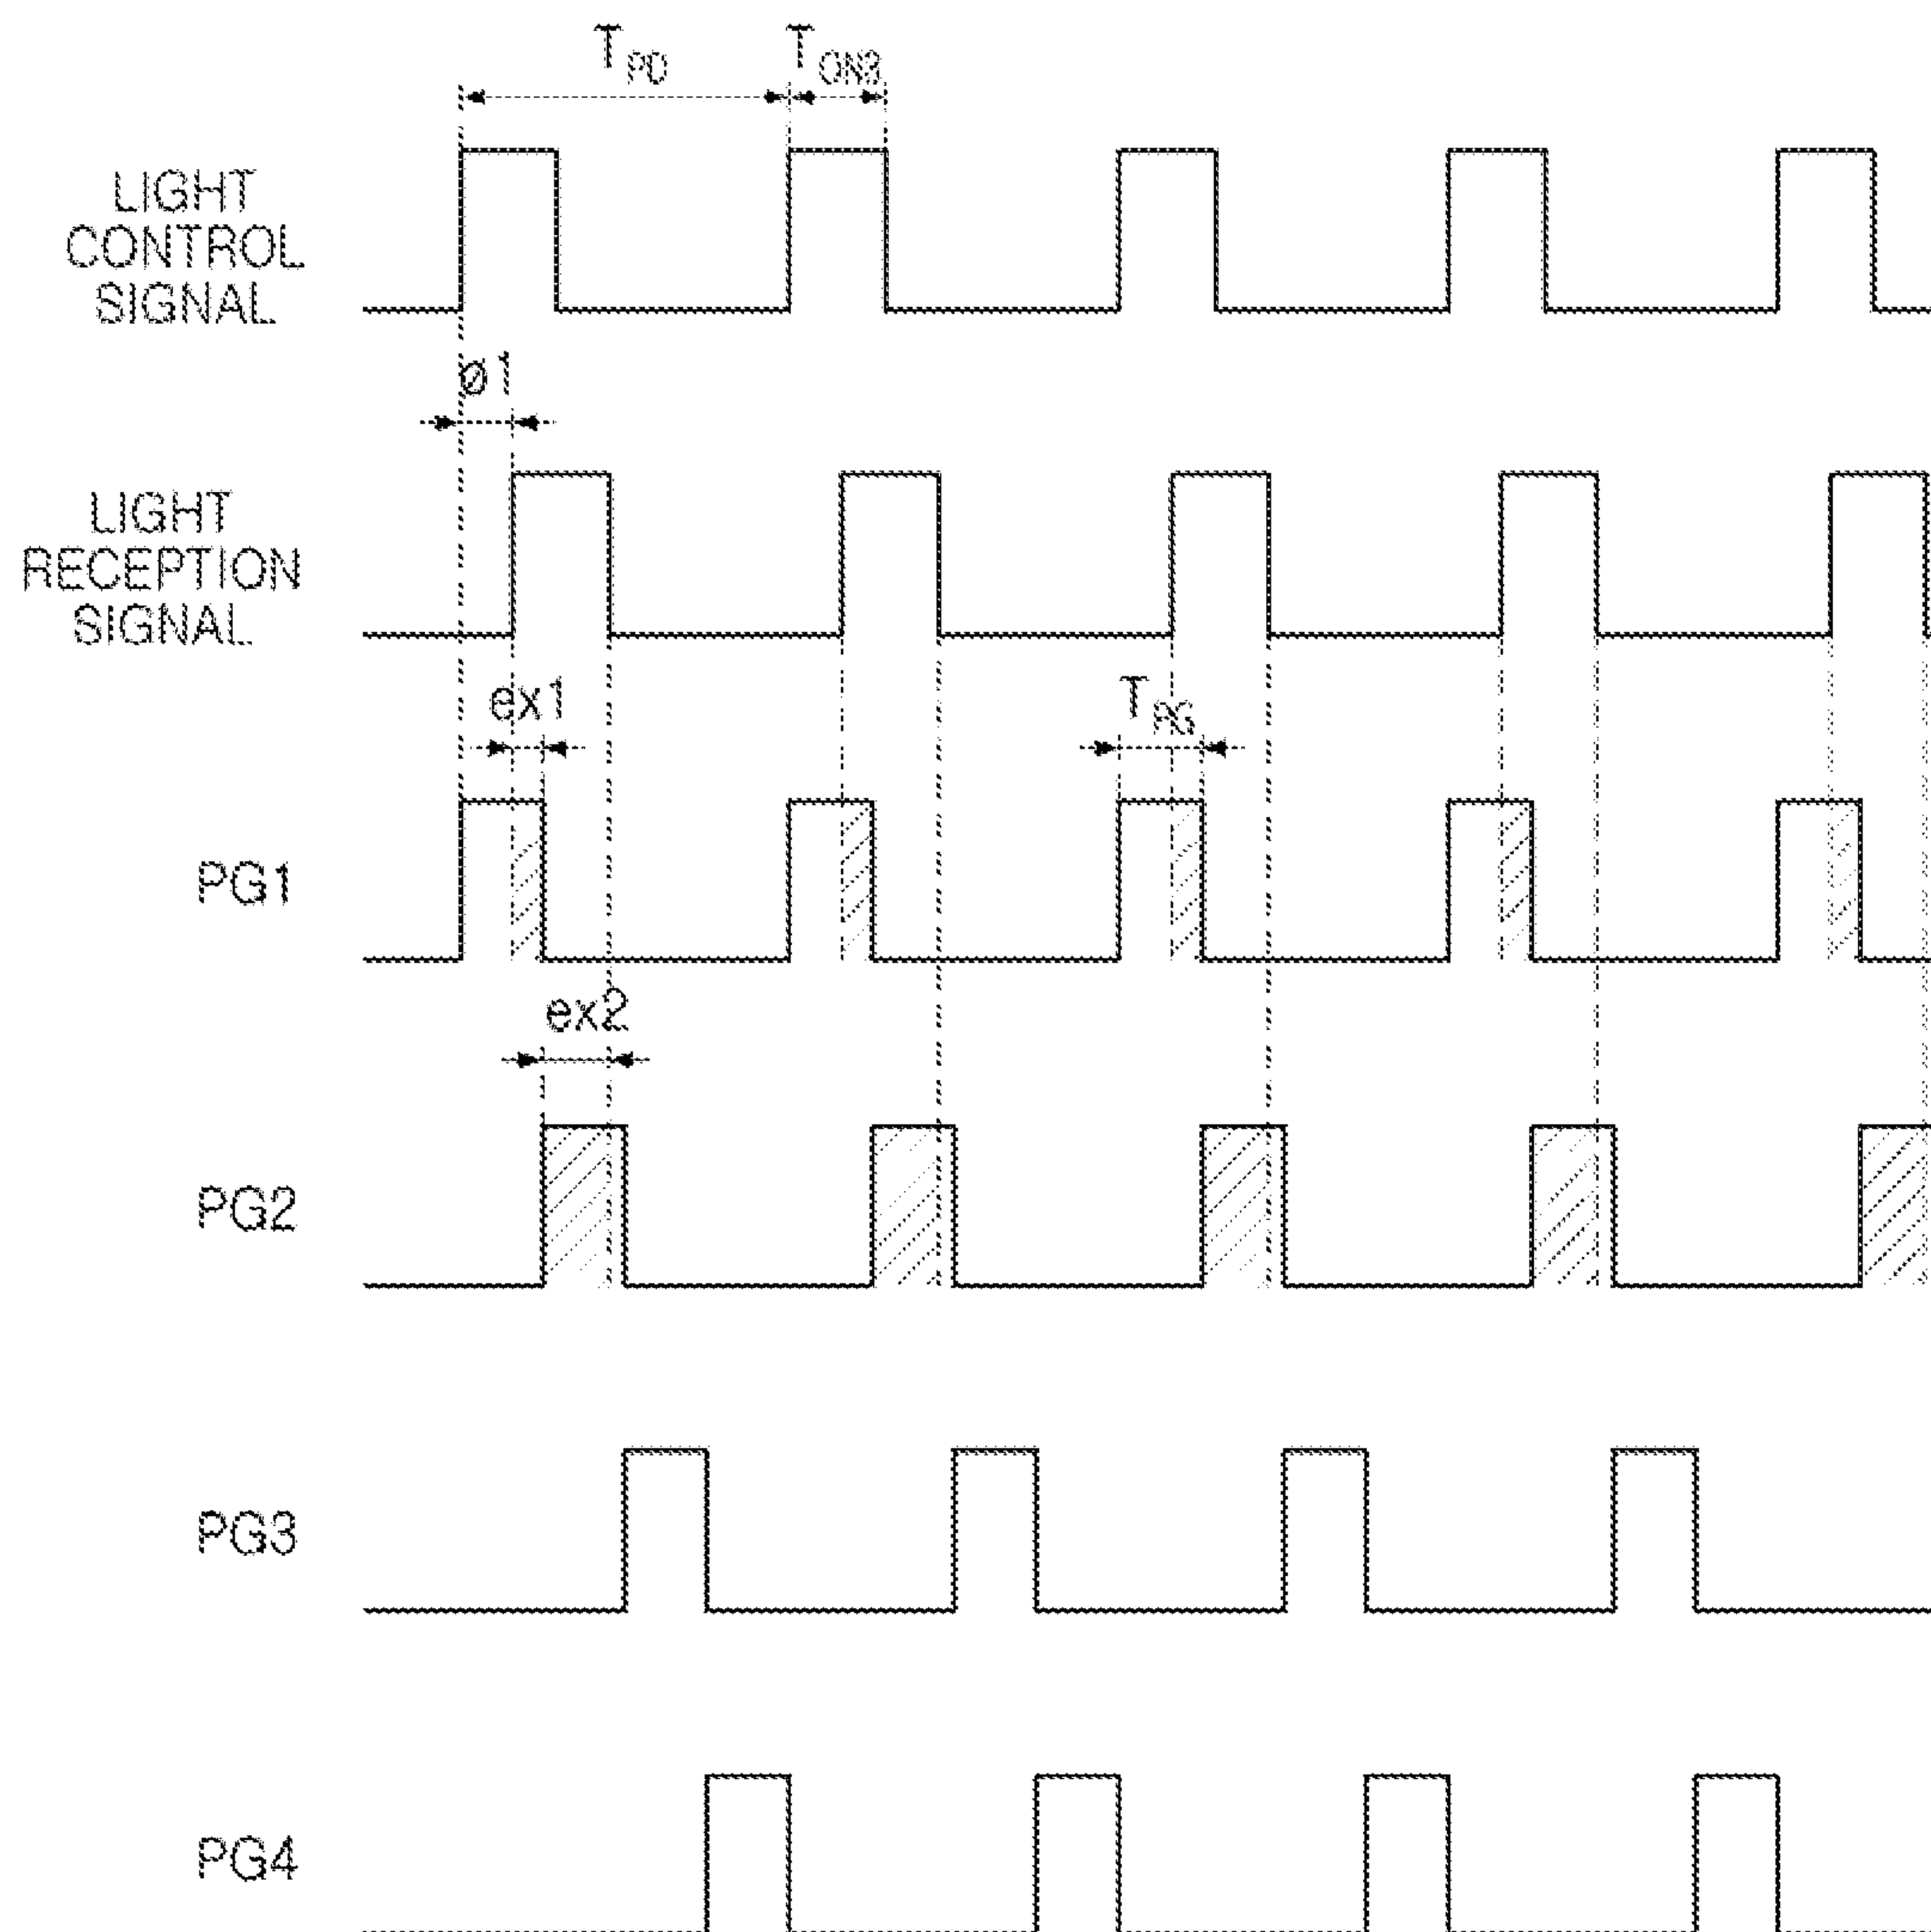 T PD T ON3
LIGHT
CONTROL
SIGNAL
ø1
LIGHT
RECEPTION
SIGNAL
ex1 T PG
PG1
ex2
PG2
PG3
PG4